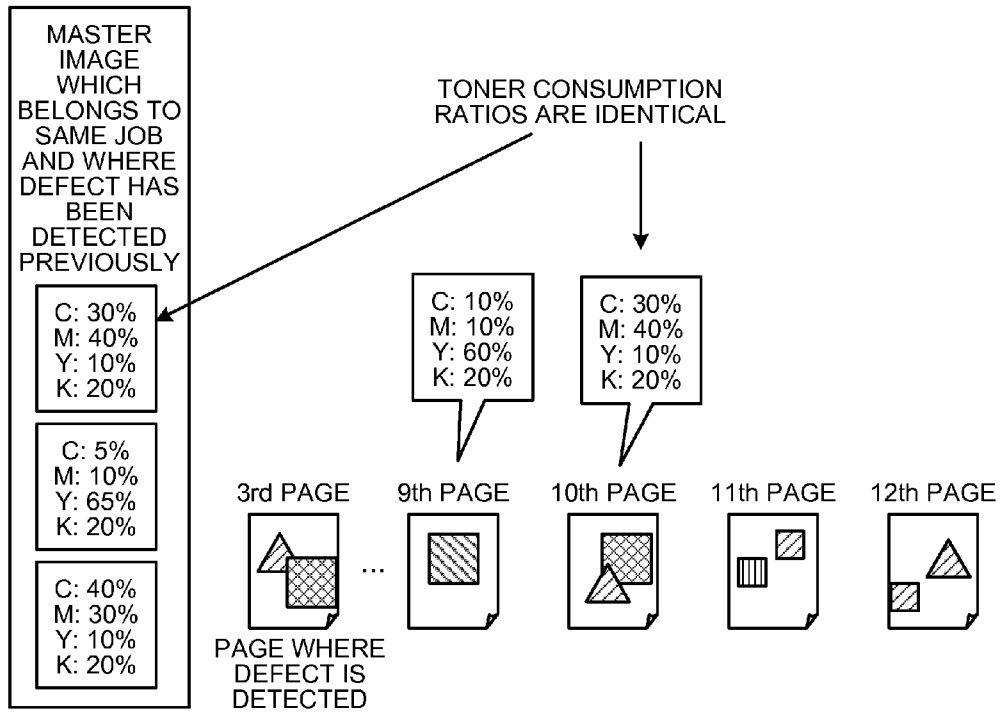 MASTER
IMAGE
WHICH
BELONGS TO
SAME JOB
AND WHERE
DEFECT HAS
BEEN
DETECTED
PREVIOUSLY
C: 30%
M: 40%
Y: 10%
K: 20%
C: 5%
M: 10%
Y: 65%
K: 20%
C: 40%
M: 30%
Y: 10%
K: 20%
TONER CONSUMPTION
RATIOS ARE IDENTICAL
C: 10%
M: 10%
Y: 60%
K: 20%
C: 30%
M: 40%
Y: 10%
K: 20%
3rd PAGE
...
9th PAGE
10th PAGE
11th PAGE
12th PAGE
PAGE WHERE
DEFECT IS
DETECTED